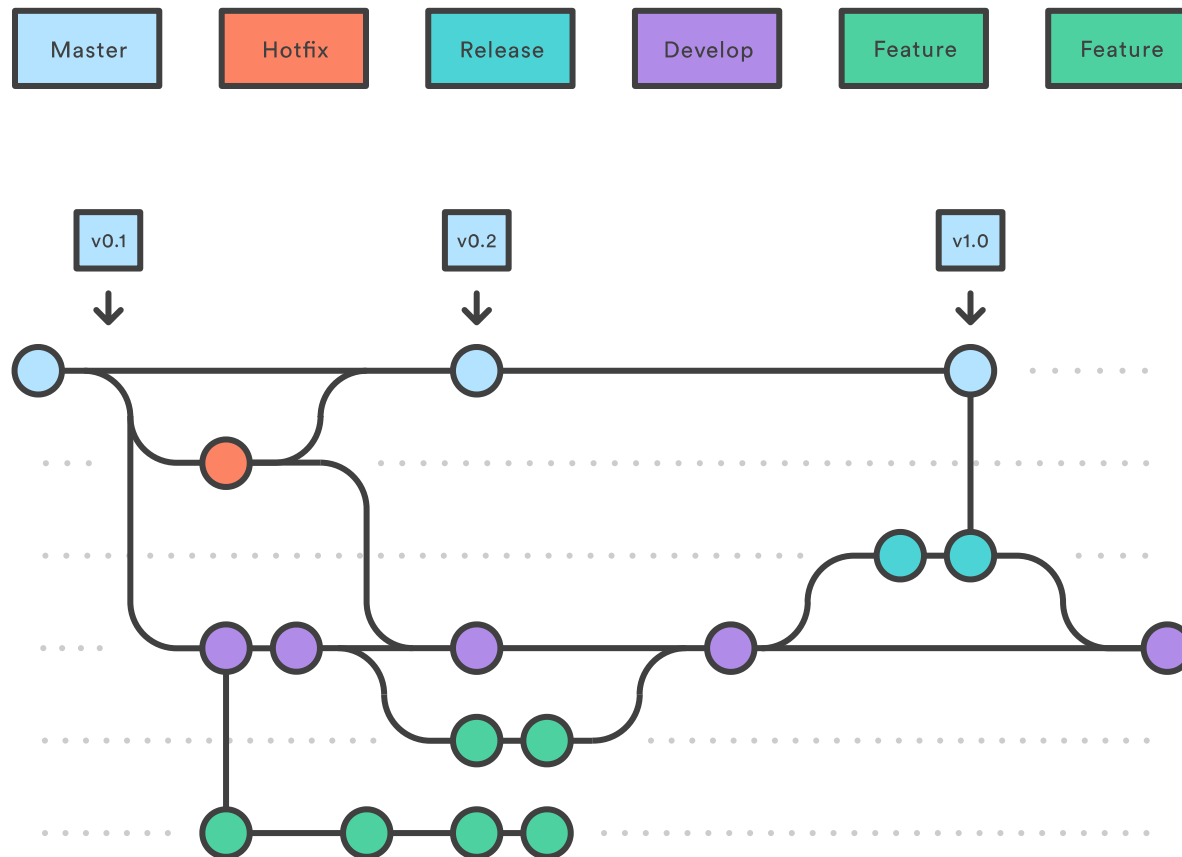 Master
Hotfix
Release
Develop
Feature
Feature
v0.1
v0.2
v1.0